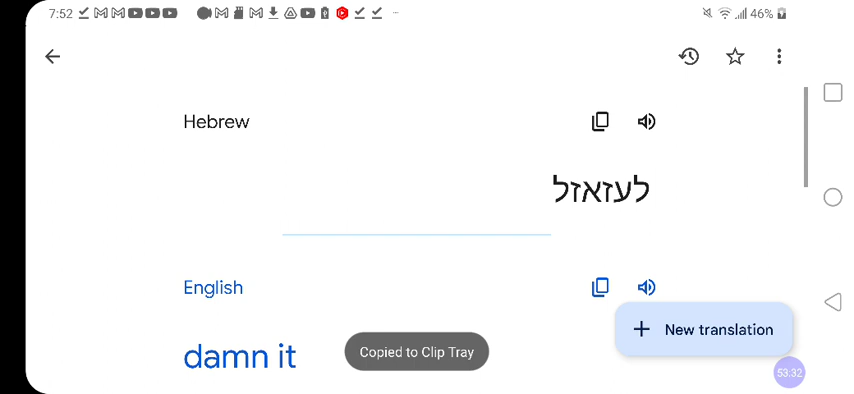 7:52 46%
Hebrew
לעזאזל
English
damn it
New translation
Copied to Clip Tray
53:32